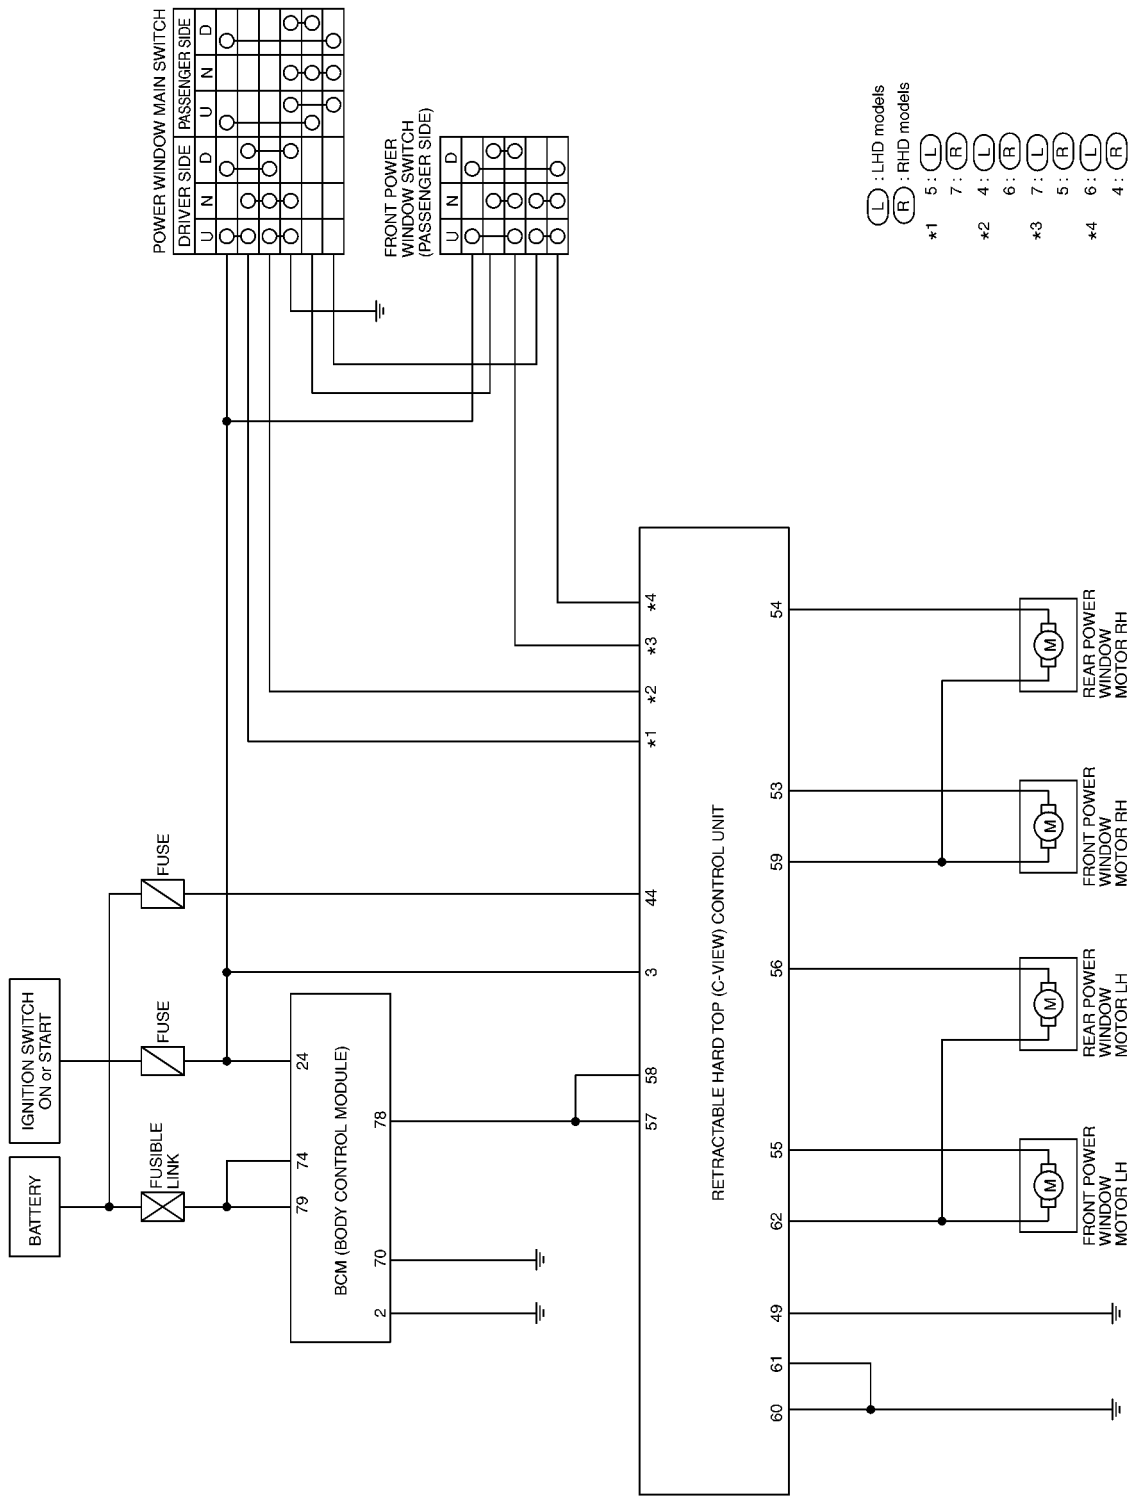 BATTERY
IGNITION SWITCH
ON or START
FUSIBLE
LINK
FUSE
FUSE
79
74
24
BCM (BODY CONTROL MODULE)
2
70
78
POWER WINDOW MAIN SWITCH
DRIVER SIDE
PASSENGER SIDE
U
N
D
U
N
D
FRONT POWER
WINDOW SWITCH
(PASSENGER SIDE)
U
N
D
57
58
3
44
*1
*2
*3
*4
RETRACTABLE HARD TOP (C-VIEW) CONTROL UNIT
60
61
49
62
55
56
59
53
54
M
FRONT POWER
WINDOW
MOTOR LH
M
REAR POWER
WINDOW
MOTOR LH
M
FRONT POWER
WINDOW
MOTOR RH
M
REAR POWER
WINDOW
MOTOR RH
L : LHD models
R : RHD models
*1 5 : L
7 : R
*2 4 : L
6 : R
*3 7 : L
5 : R
*4 6 : L
4 : R